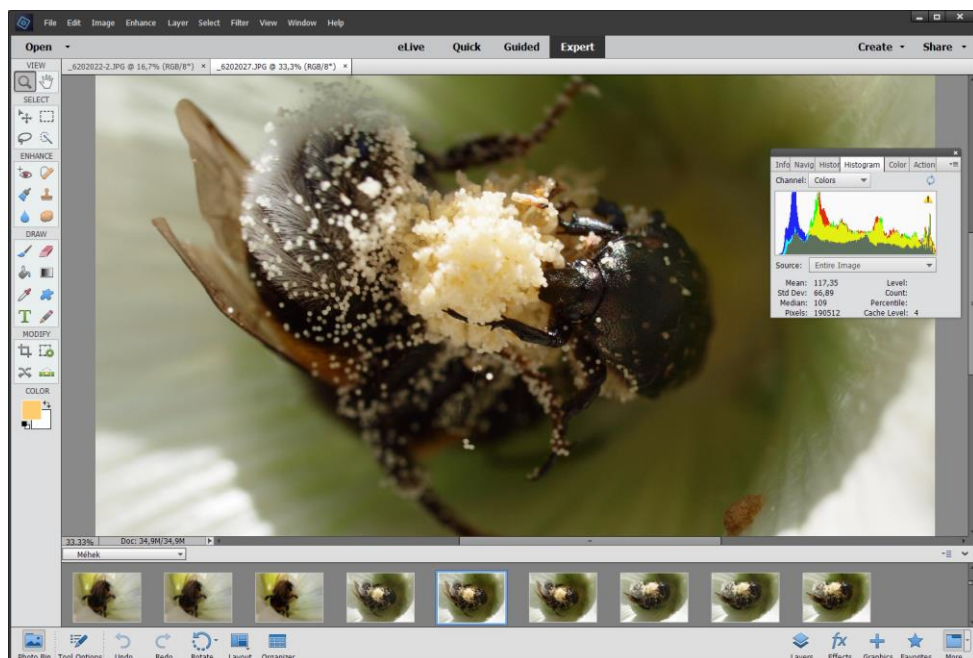 File Edit Image Enhance Layer Select Filter View Window Help
Open eLive Quick Guided Expert Create Share
VIEW
_6202022-2.JPG @ 16,7% (RGB/8*) × _6202027.JPG @ 33,3% (RGB/8*) ×
SELECT
ENHANCE
DRAW
T
MODIFY
COLOR
Info Navig Histor Histogram Color Action
Channel: Colors
Source: Entire Image
Mean: 117,35 Level:
Std Dev: 66,89 Count:
Median: 109 Percentile:
Pixels: 190512 Cache Level: 4
33.33% Doc: 34,9M/34,9M
Méhek
Photo Bin Tool Options Undo Redo Rotate Layout Organizer Layers Effects Graphics Favorites More